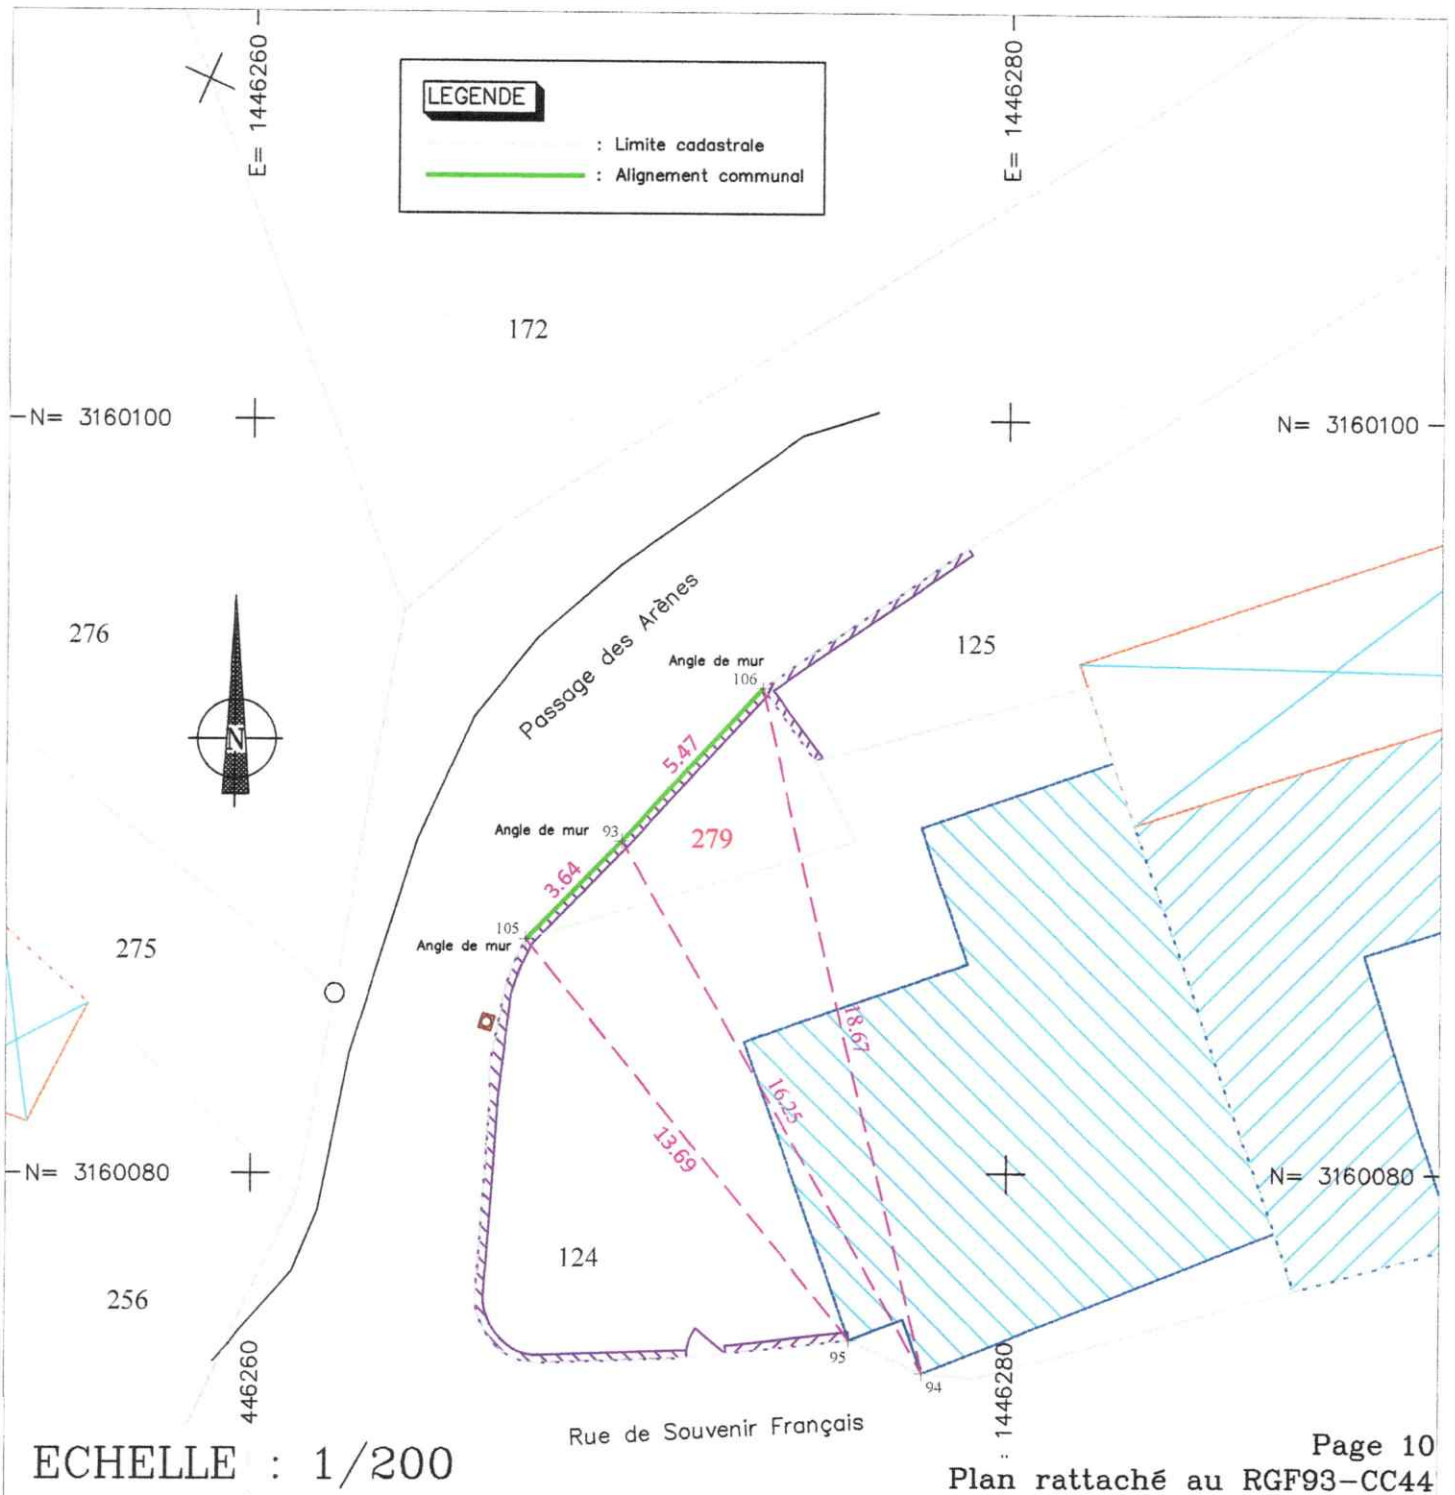 E= 1446260
E= 1446280
LEGENDE
: Limite cadastrale
: Alignement communal
172
N= 3160100
N= 3160100
276
Passage des Arènes
125
Angle de mur
106
N
5.47
Angle de mur 93
279
3.64
105
Angle de mur
275
18.67
16.25
13.69
N= 3160080
N= 3160080
124
256
446260
1446280
95
94
Rue de Souvenir Français
ECHELLE : 1/200
Page 10
Plan rattaché au RGF93-CC44